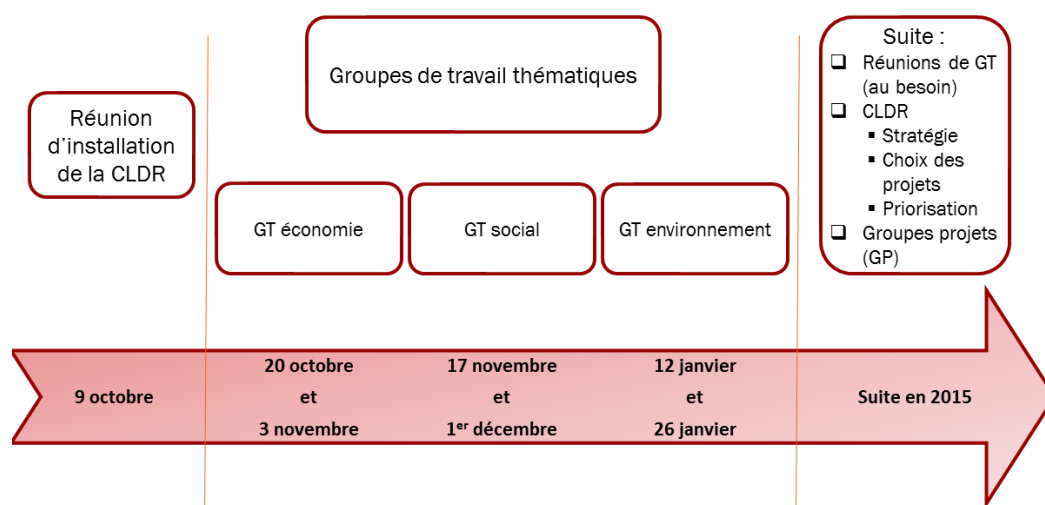 Réunion
d'installation
de la CLDR
Groupes de travail thématiques
GT économie
GT social
GT environnement
Suite :
Réunions de GT
(au besoin)
CLDR
Stratégie
Choix des
projets
Priorisation
Groupes projets
(GP)
9 octobre
20 octobre
et
3 novembre
17 novembre
et
1er décembre
12 janvier
et
26 janvier
Suite en 2015